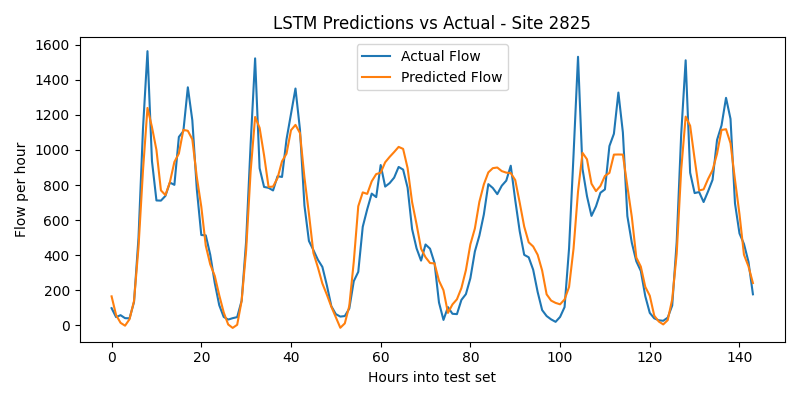 LSTM Predictions vs Actual - Site 2825
Actual Flow
Predicted Flow
Flow per hour
1600
1400
1200
1000
800
600
400
200
0
0 20 40 60 80 100 120 140
Hours into test set